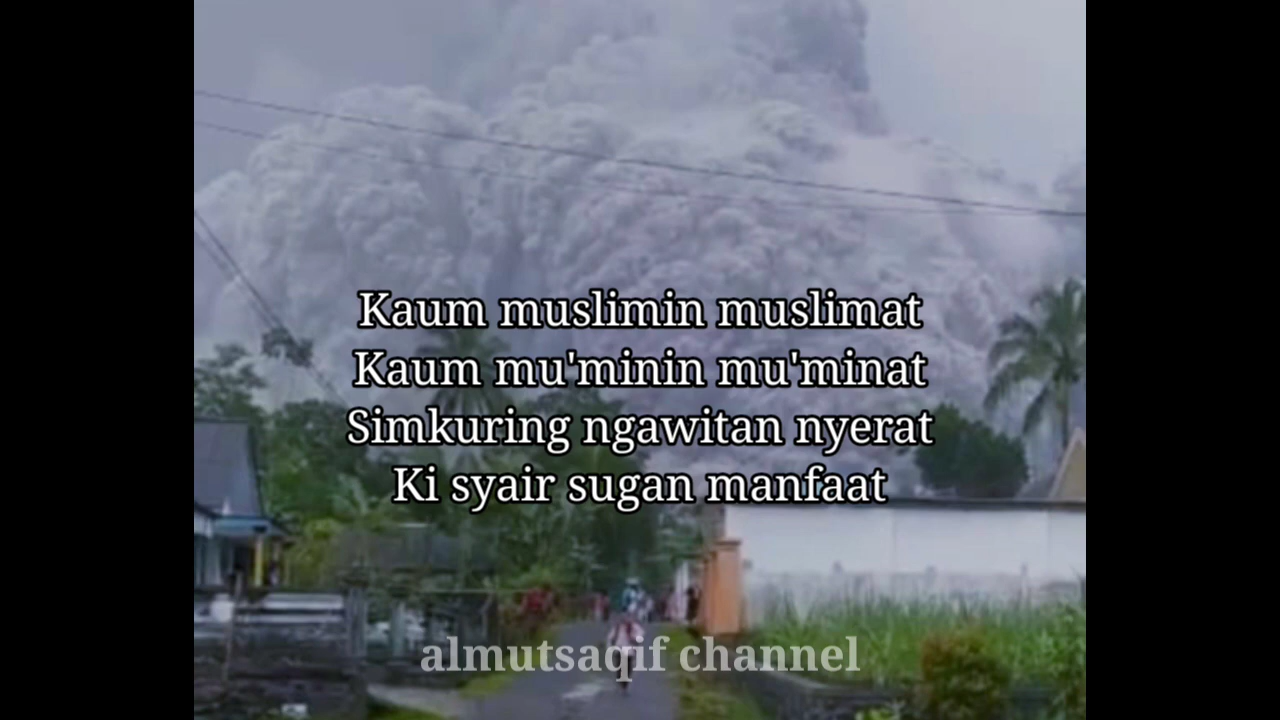 Kaum muslimin muslimat
Kaum mu'minin mu'minat
Simkuring ngawitan nyerat
Ki syair sugan manfaat
almutsaqif channel